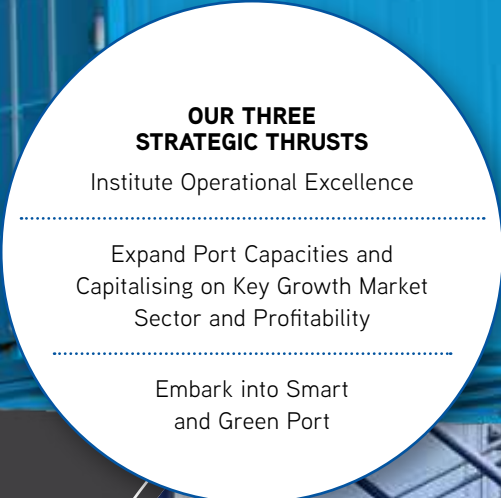 OUR THREE
STRATEGIC THRUSTS
Institute Operational Excellence
Expand Port Capacities and
Capitalising on Key Growth Market
Sector and Profitability
Embark into Smart
and Green Port